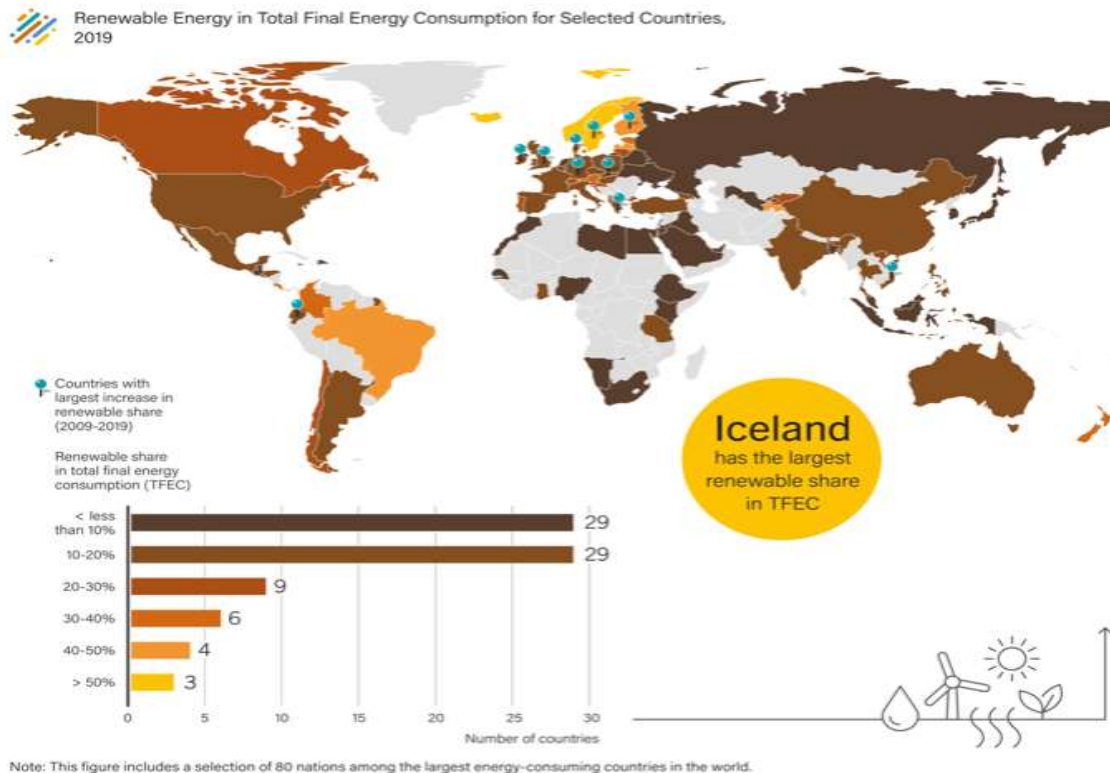 Renewable Energy in Total Final Energy Consumption for Selected Countries,
2019
Countries with
largest increase in
renewable share
(2009-2019)
Renewable share
in total final energy
consumption (TFEC)
Iceland
has the largest
renewable share
in TFEC
< less
than 10%
29
10-20%
29
20-30%
9
30-40%
6
40-50%
4
> 50%
3
0 5 10 15 20 25 30
Number of countries
Note: This figure includes a selection of 80 nations among the largest energy-consuming countries in the world.